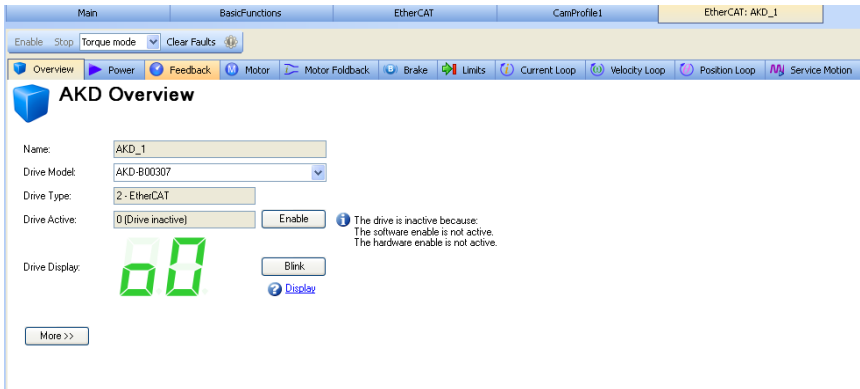 Main BasicFunctions EtherCAT CamProfile1 EtherCAT: AKD_1
Enable Stop Torque mode Clear Faults
Overview Power Feedback Motor Motor Foldback Brake Limits Current Loop Velocity Loop Position Loop Service Motion
AKD Overview
Name: AKD_1
Drive Model: AKD-B00307
Drive Type: 2 - EtherCAT
Drive Active: 0 (Drive inactive) Enable The drive is inactive because:
The software enable is not active.
The hardware enable is not active.
Drive Display: o0 Blink
Display
More >>